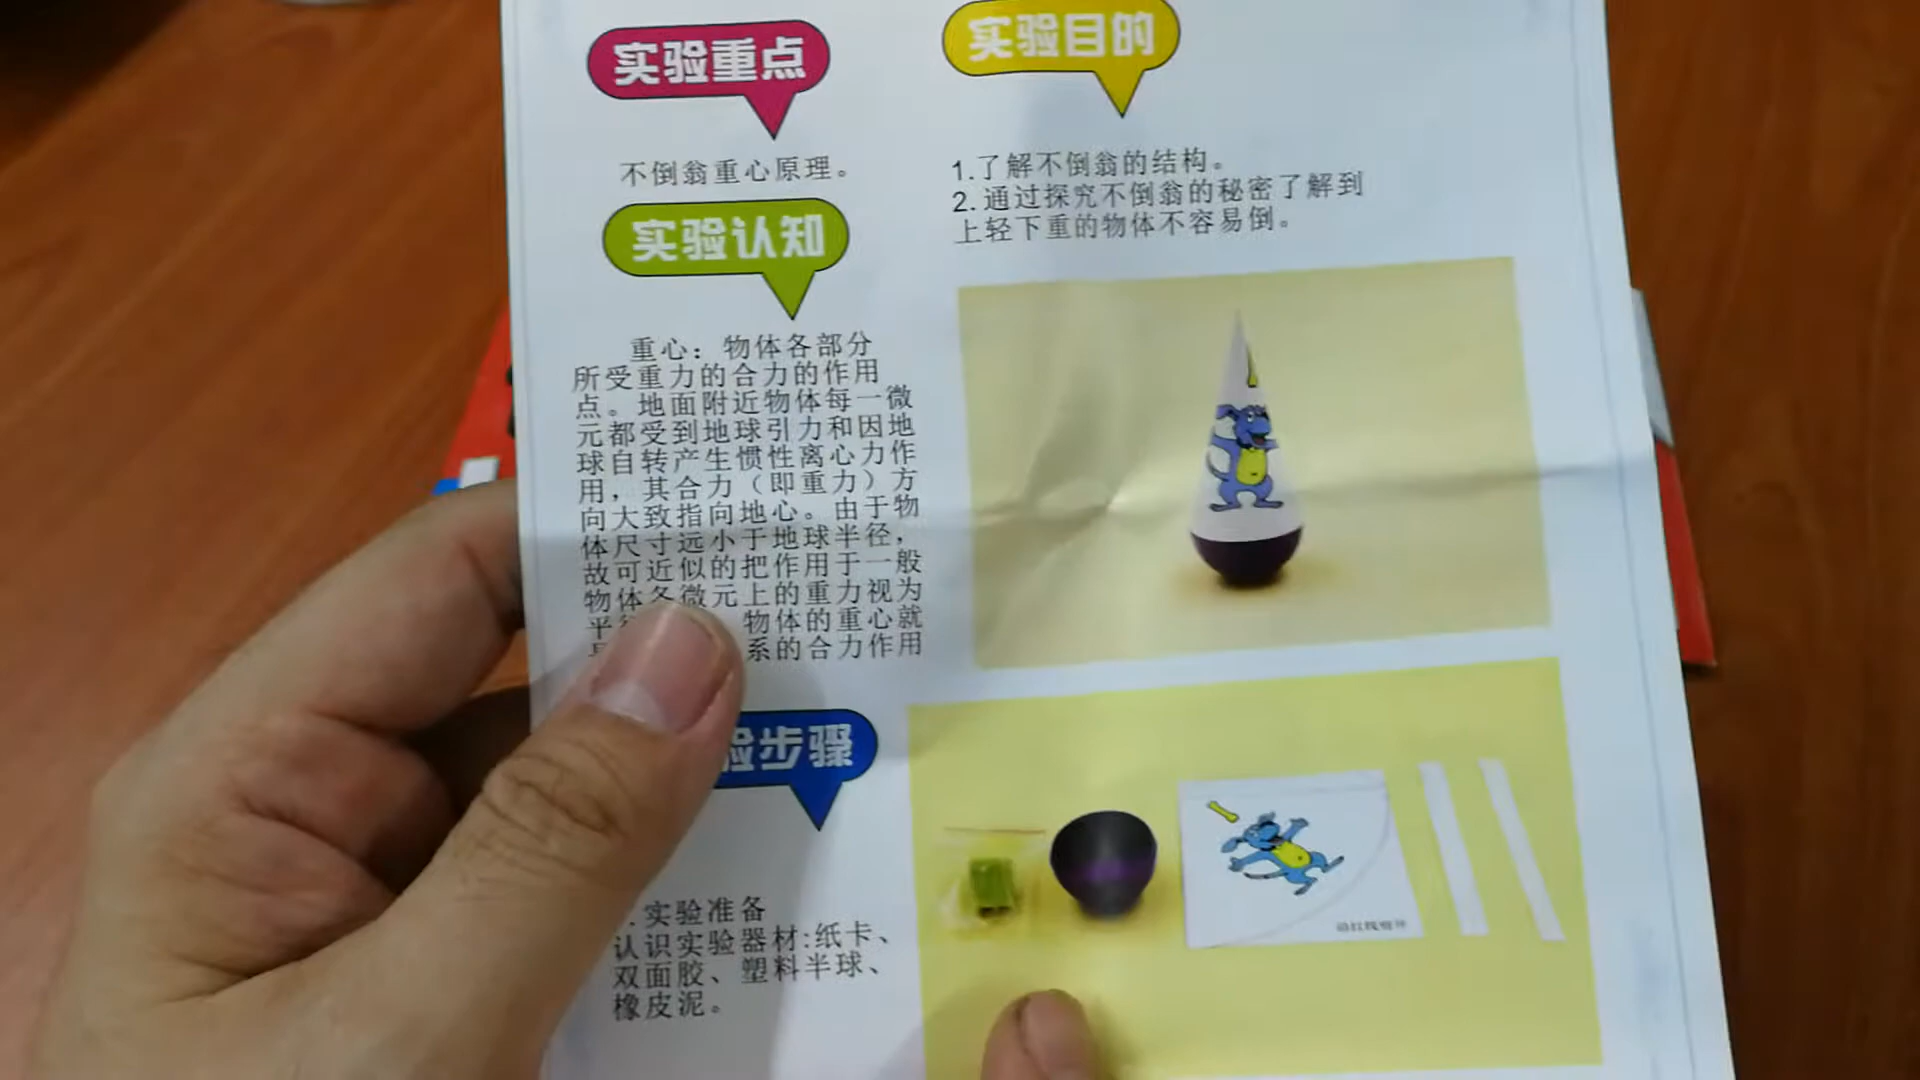 实验重点
不倒翁重心原理。
实验认知
重心：物体各部分
所受重力的合力的作用
点。地面附近物体每一微
元都受到地球引力和因地
球自转产生惯性离心力作
用，其合力（即重力）方
向大致指向地心。由于物
体尺寸远小于地球半径，
故可近似的把作用于一般
物体各微元上的重力视为
平 物体的重心就
系的合力作用
验步骤
.实验准备
认识实验器材:纸卡、
双面胶、塑料半球、
橡皮泥。
实验目的
1.了解不倒翁的结构。
2.通过探究不倒翁的秘密了解到
上轻下重的物体不容易倒。